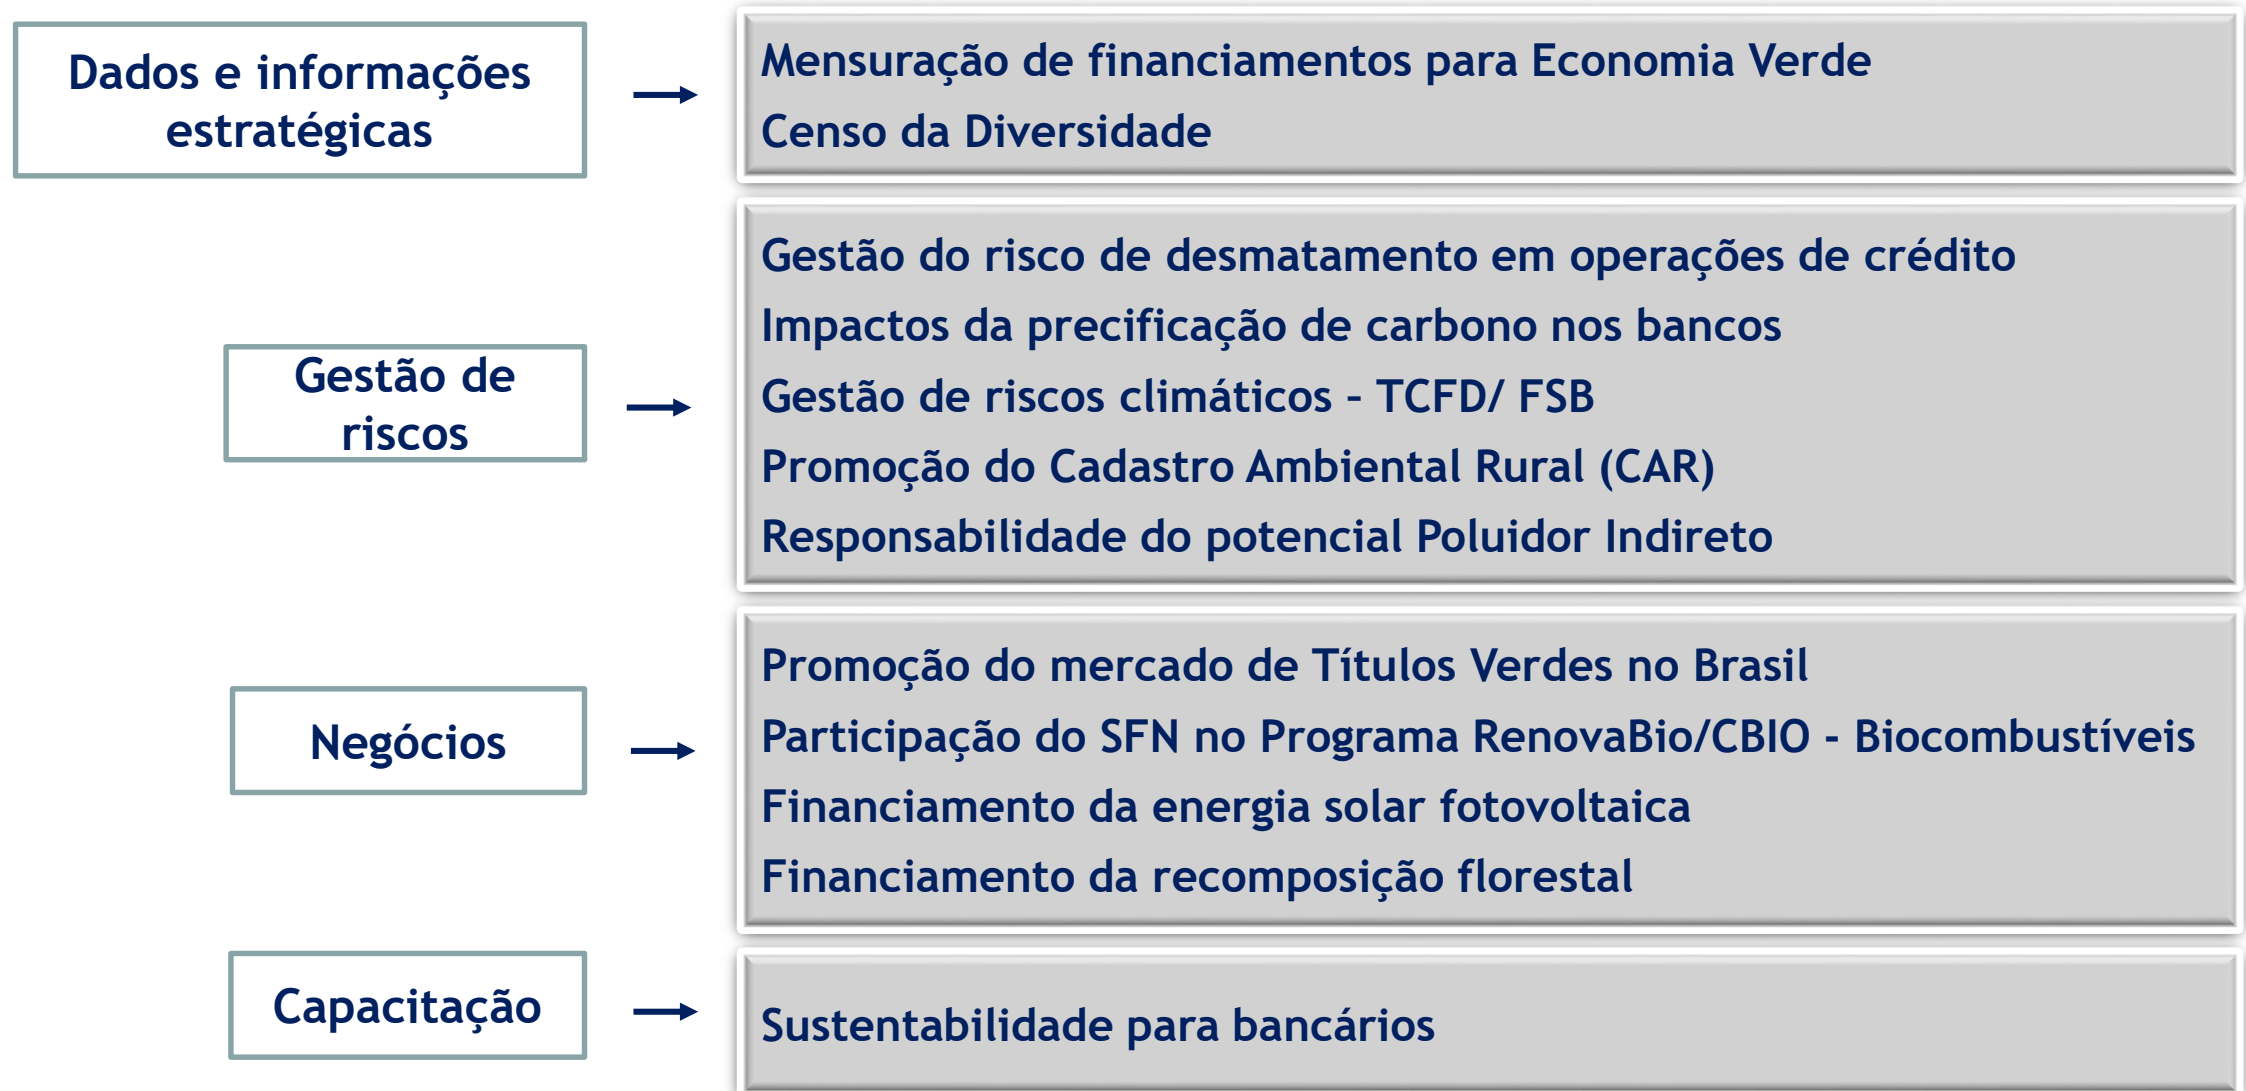 Dados e informações
estratégicas
Mensuração de financiamentos para Economia Verde
Censo da Diversidade
Gestão de
riscos
Gestão do risco de desmatamento em operações de crédito
Impactos da precificação de carbono nos bancos
Gestão de riscos climáticos – TCFD/ FSB
Promoção do Cadastro Ambiental Rural (CAR)
Responsabilidade do potencial Poluidor Indireto
Negócios
Promoção do mercado de Títulos Verdes no Brasil
Participação do SFN no Programa RenovaBio/CBIO - Biocombustíveis
Financiamento da energia solar fotovoltaica
Financiamento da recomposição florestal
Capacitação
Sustentabilidade para bancários